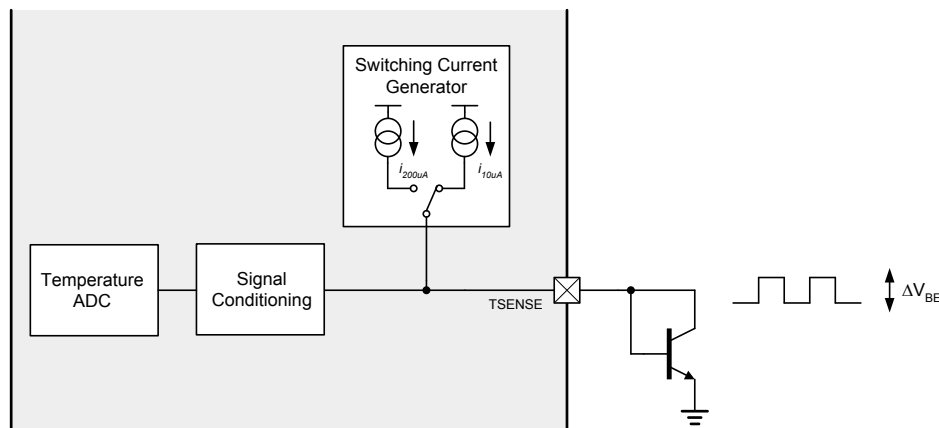 Switching Current
Generator
i200uA
i10uA
Temperature
ADC
Signal
Conditioning
TSENSE
ΔVBE